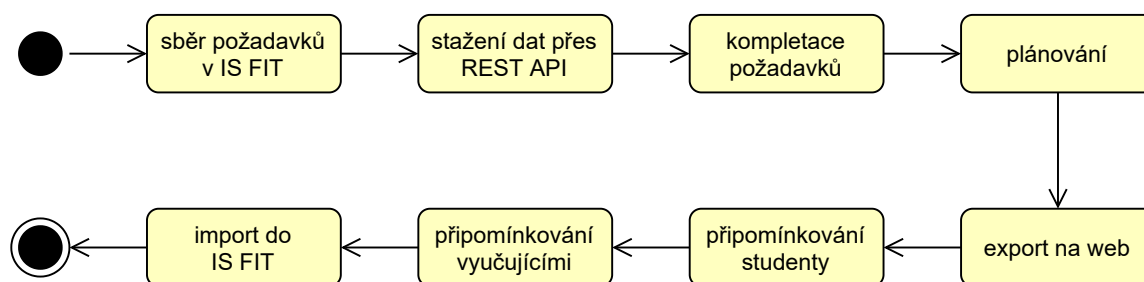 sběr požadavků
v IS FIT
stažení dat přes
REST API
kompletace
požadavků
plánování
export na web
připomínkování
studenty
připomínkování
vyučujícími
import do
IS FIT